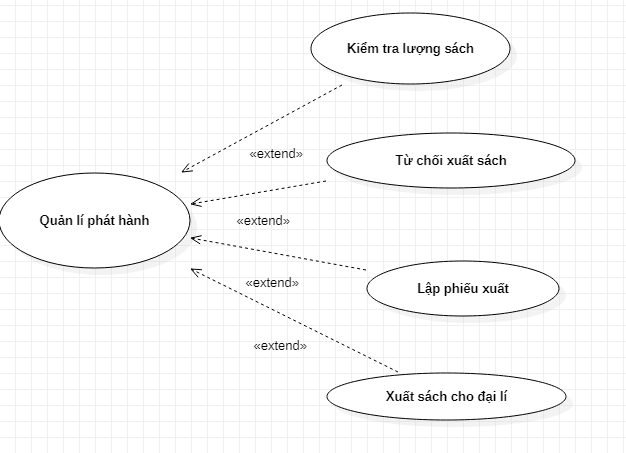 Kiểm tra lượng sách
«extend»
Từ chối xuất sách
Quản lí phát hành
«extend»
«extend»
Lập phiếu xuất
«extend»
Xuất sách cho đại lí